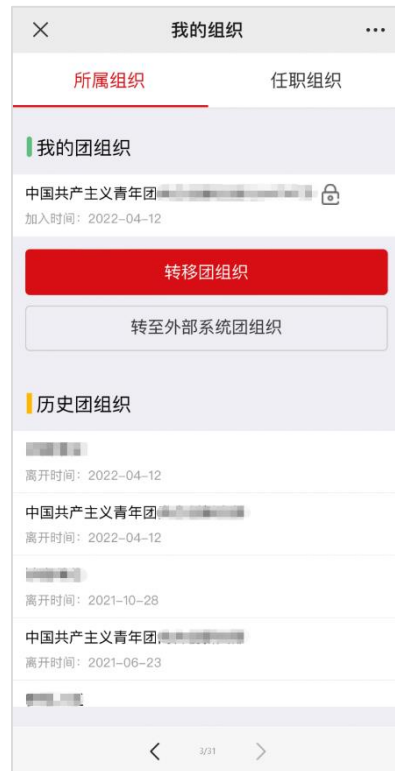 我的组织
所属组织 任职组织
我的团组织
中国共产主义青年团
加入时间：2022-04-12
转移团组织
转至外部系统团组织
历史团组织
离开时间：2022-04-12
中国共产主义青年团
离开时间：2022-04-12
离开时间：2021-10-28
中国共产主义青年团
离开时间：2021-06-23
3/31